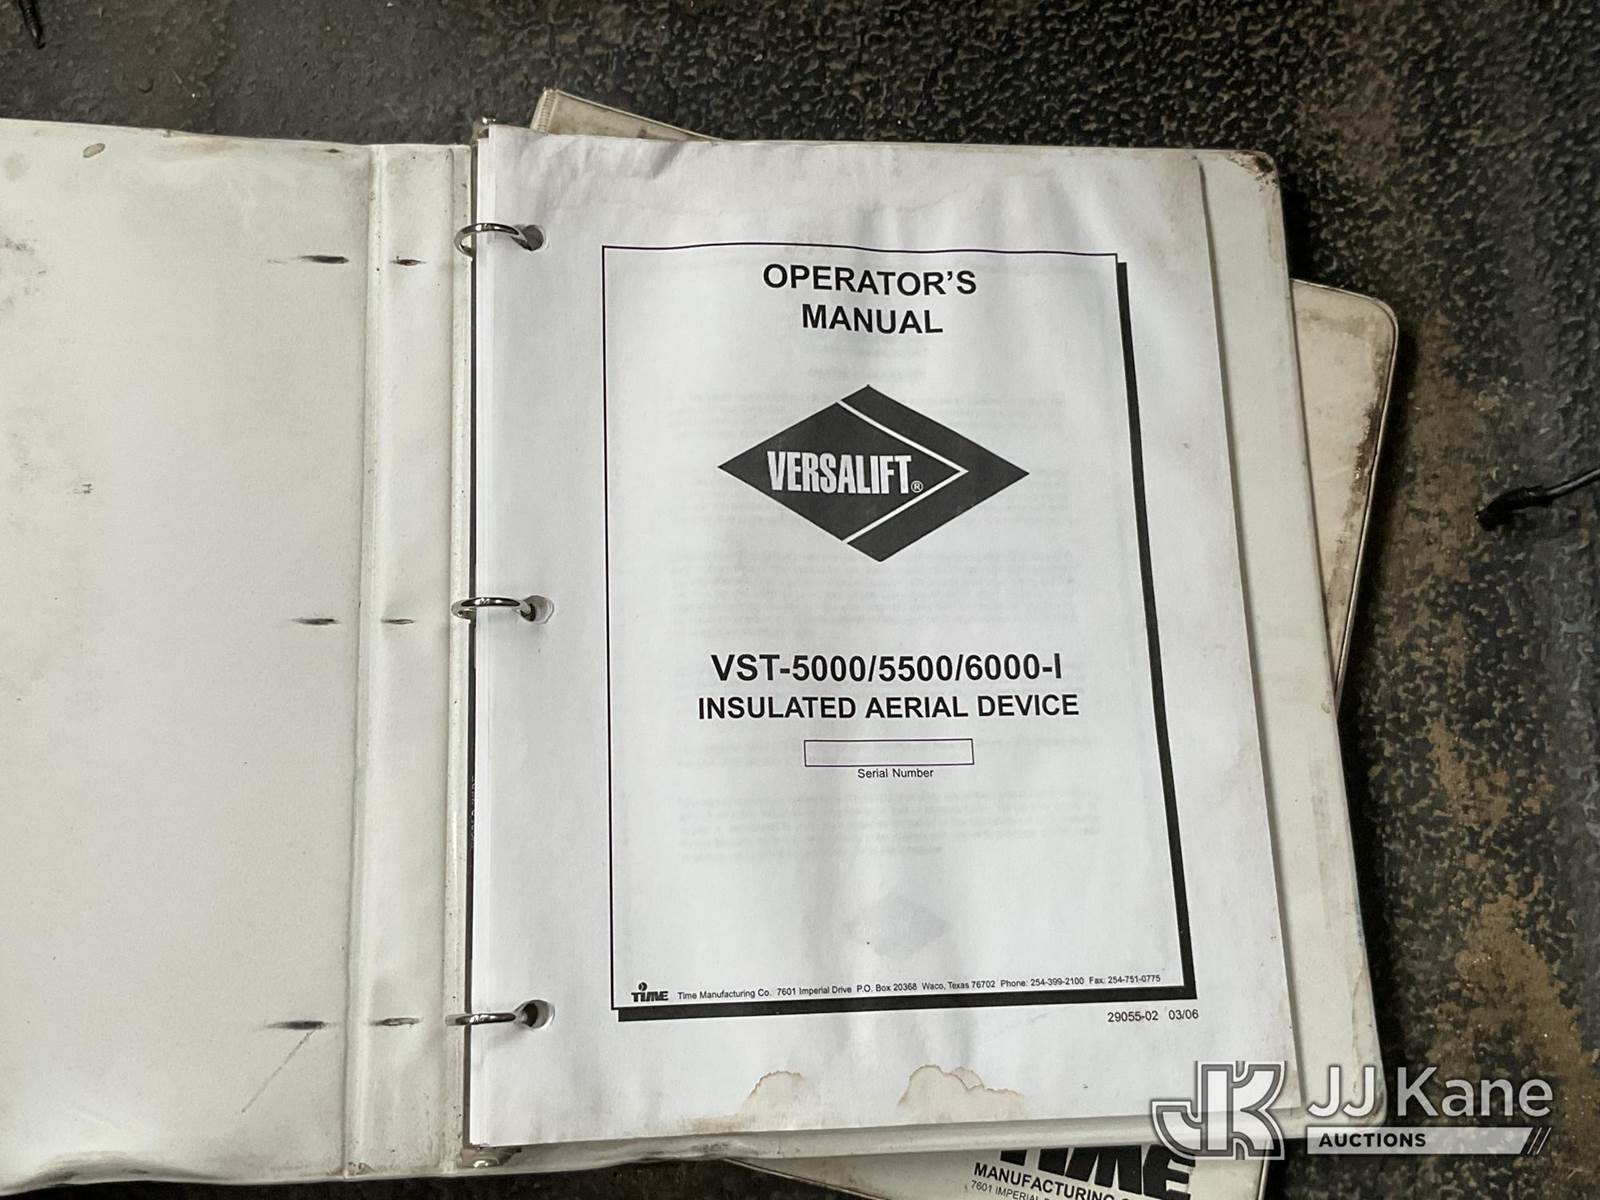 OPERATOR'S
MANUAL
VERSALIFT®
VST-5000/5500/6000-I
INSULATED AERIAL DEVICE
Serial Number
TIME Time Manufacturing Co. 7601 Imperial Drive P.O. Box 20368 Waco, Texas 76702 Phone: 254-399-2100 Fax: 254-751-0775
29055-02 03/06
TIME
MANUFACTURING
7601 IMPERIAL
JK JJ Kane
AUCTIONS